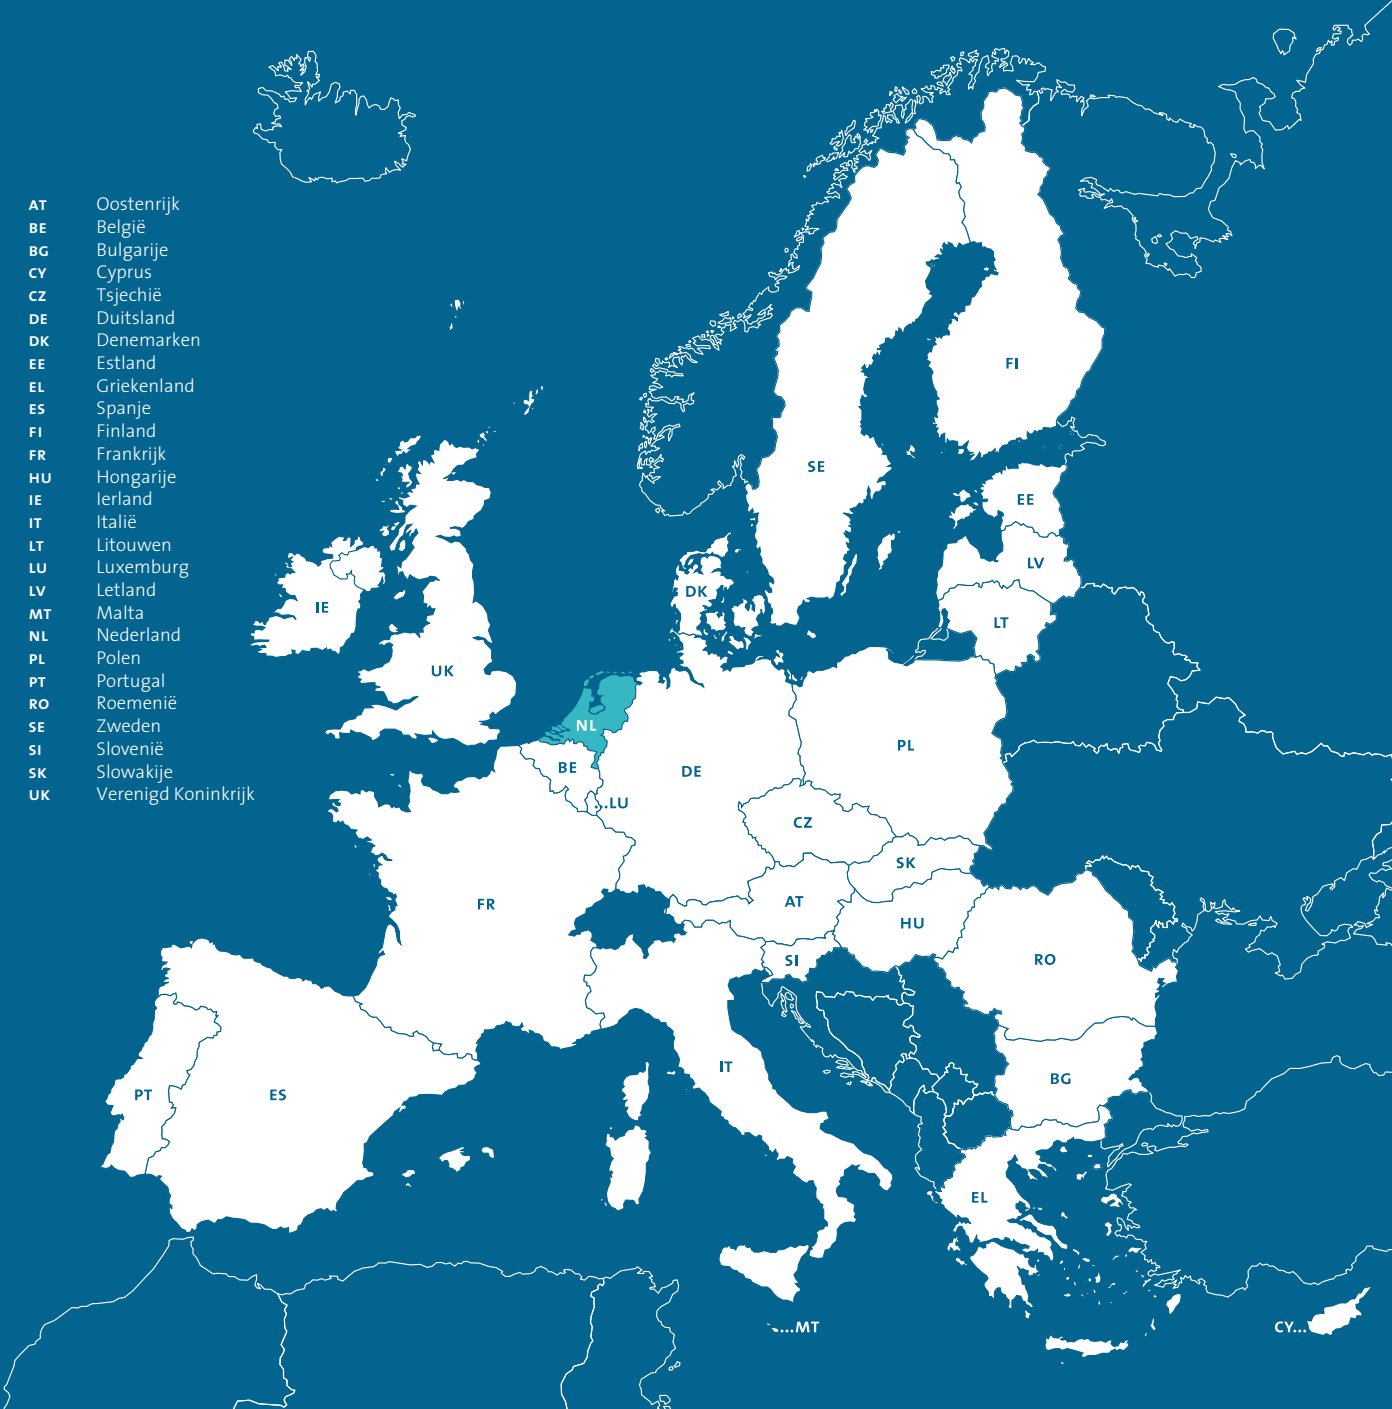 AT Oostenrijk
BE België
BG Bulgarije
CY Cyprus
CZ Tsjechië
DE Duitsland
DK Denemarken
EE Estland
EL Griekenland
ES Spanje
FI Finland
FR Frankrijk
HU Hongarije
IE Ierland
IT Italië
LT Litouwen
LU Luxemburg
LV Letland
MT Malta
NL Nederland
PL Polen
PT Portugal
RO Roemenië
SE Zweden
SI Slovenië
SK Slowakije
UK Verenigd Koninkrijk
FI
SE
EE
LV
DK
IE
LT
UK
NL
PL
BE
DE
...LU
CZ
SK
AT
FR
HU
SI
RO
IT
BG
PT
ES
EL
...MT
CY...